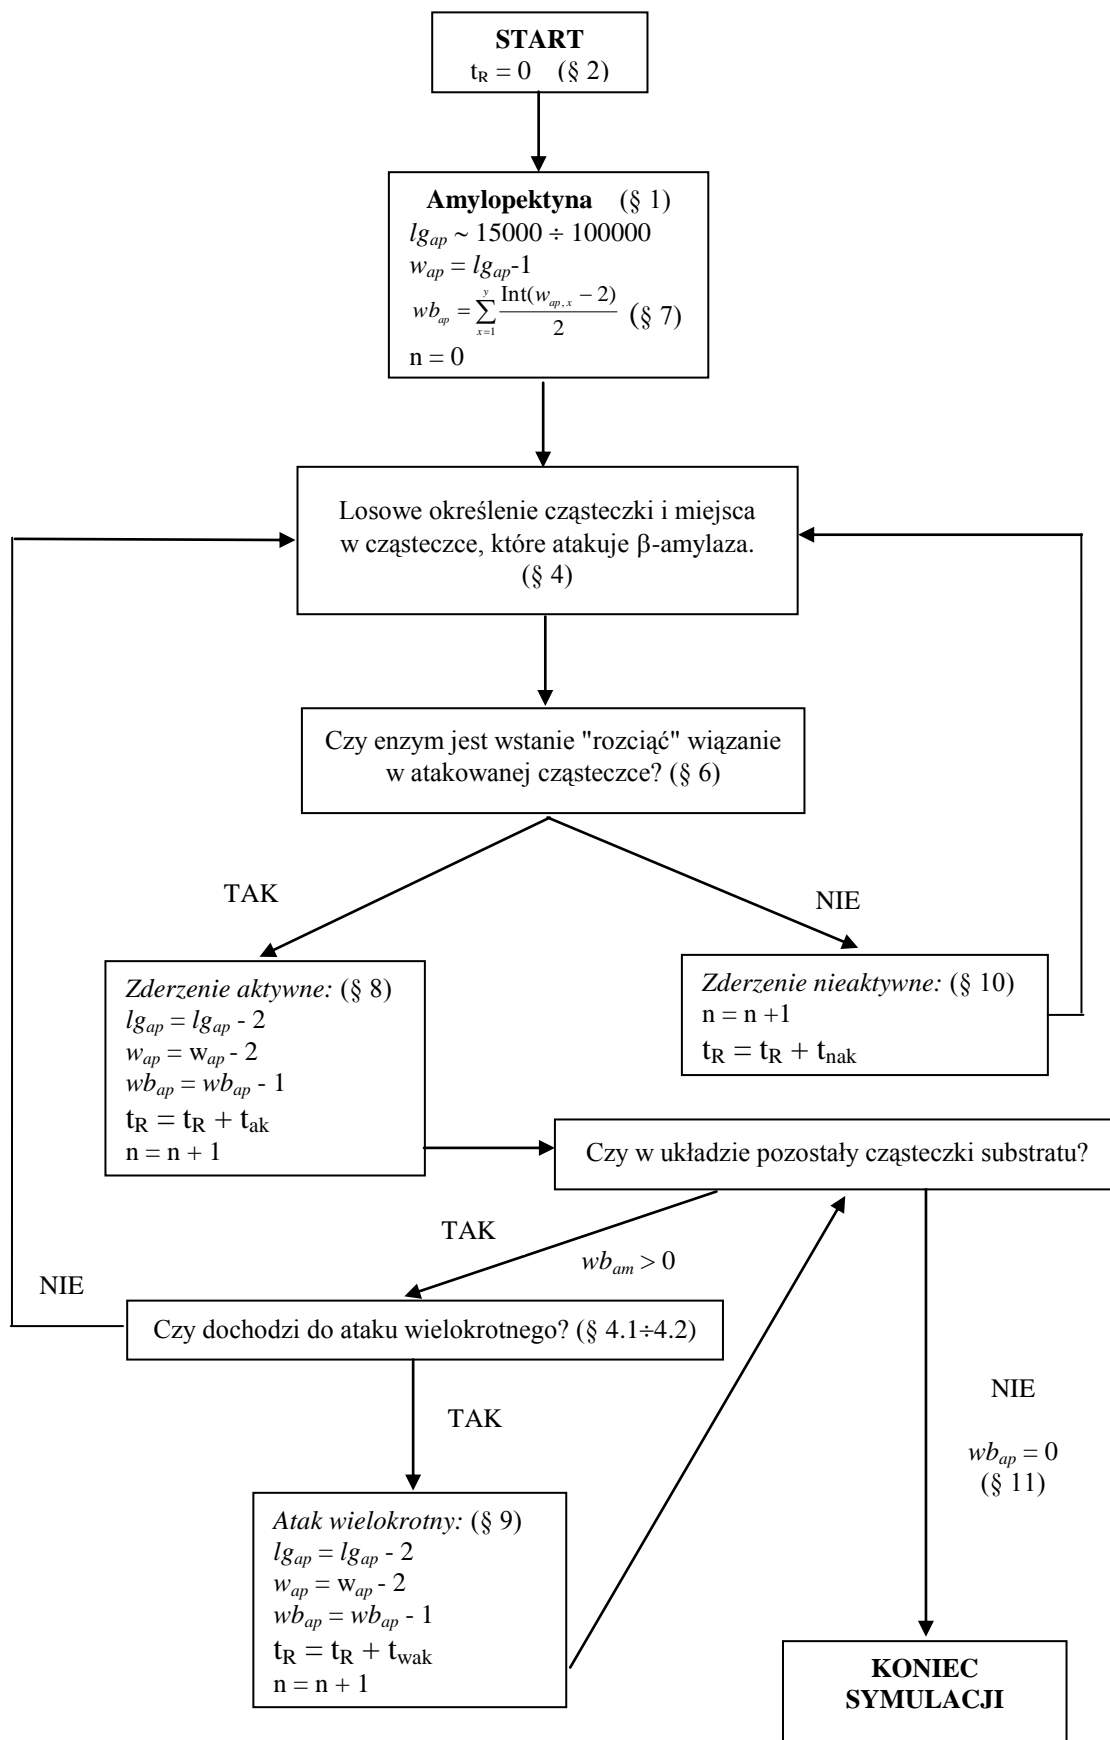 START
t_R = 0 (§ 2)
Amylopektyna (§ 1)
lg_ap ~ 15000 ÷ 100000
w_ap = lg_ap-1
wb_ap = \sum_{x=1}^{y} \frac{Int(w_{ap,x} − 2)}{2} (§ 7)
n = 0
Losowe określenie cząsteczki i miejsca
w cząsteczce, które atakuje β-amylaza.
(§ 4)
Czy enzym jest wstanie "rozciąć" wiązanie
w atakowanej cząsteczce? (§ 6)
TAK
NIE
Zderzenie aktywne: (§ 8)
lg_ap = lg_ap - 2
w_ap = w_ap - 2
wb_ap = wb_ap - 1
t_R = t_R + t_ak
n = n + 1
Zderzenie nieaktywne: (§ 10)
n = n +1
t_R = t_R + t_nak
Czy w układzie pozostały cząsteczki substratu?
TAK
wb_am > 0
NIE
Czy dochodzi do ataku wielokrotnego? (§ 4.1÷4.2)
TAK
NIE
wb_ap = 0
(§ 11)
Atak wielokrotny: (§ 9)
lg_ap = lg_ap - 2
w_ap = w_ap - 2
wb_ap = wb_ap - 1
t_R = t_R + t_wak
n = n + 1
KONIEC
SYMULACJI